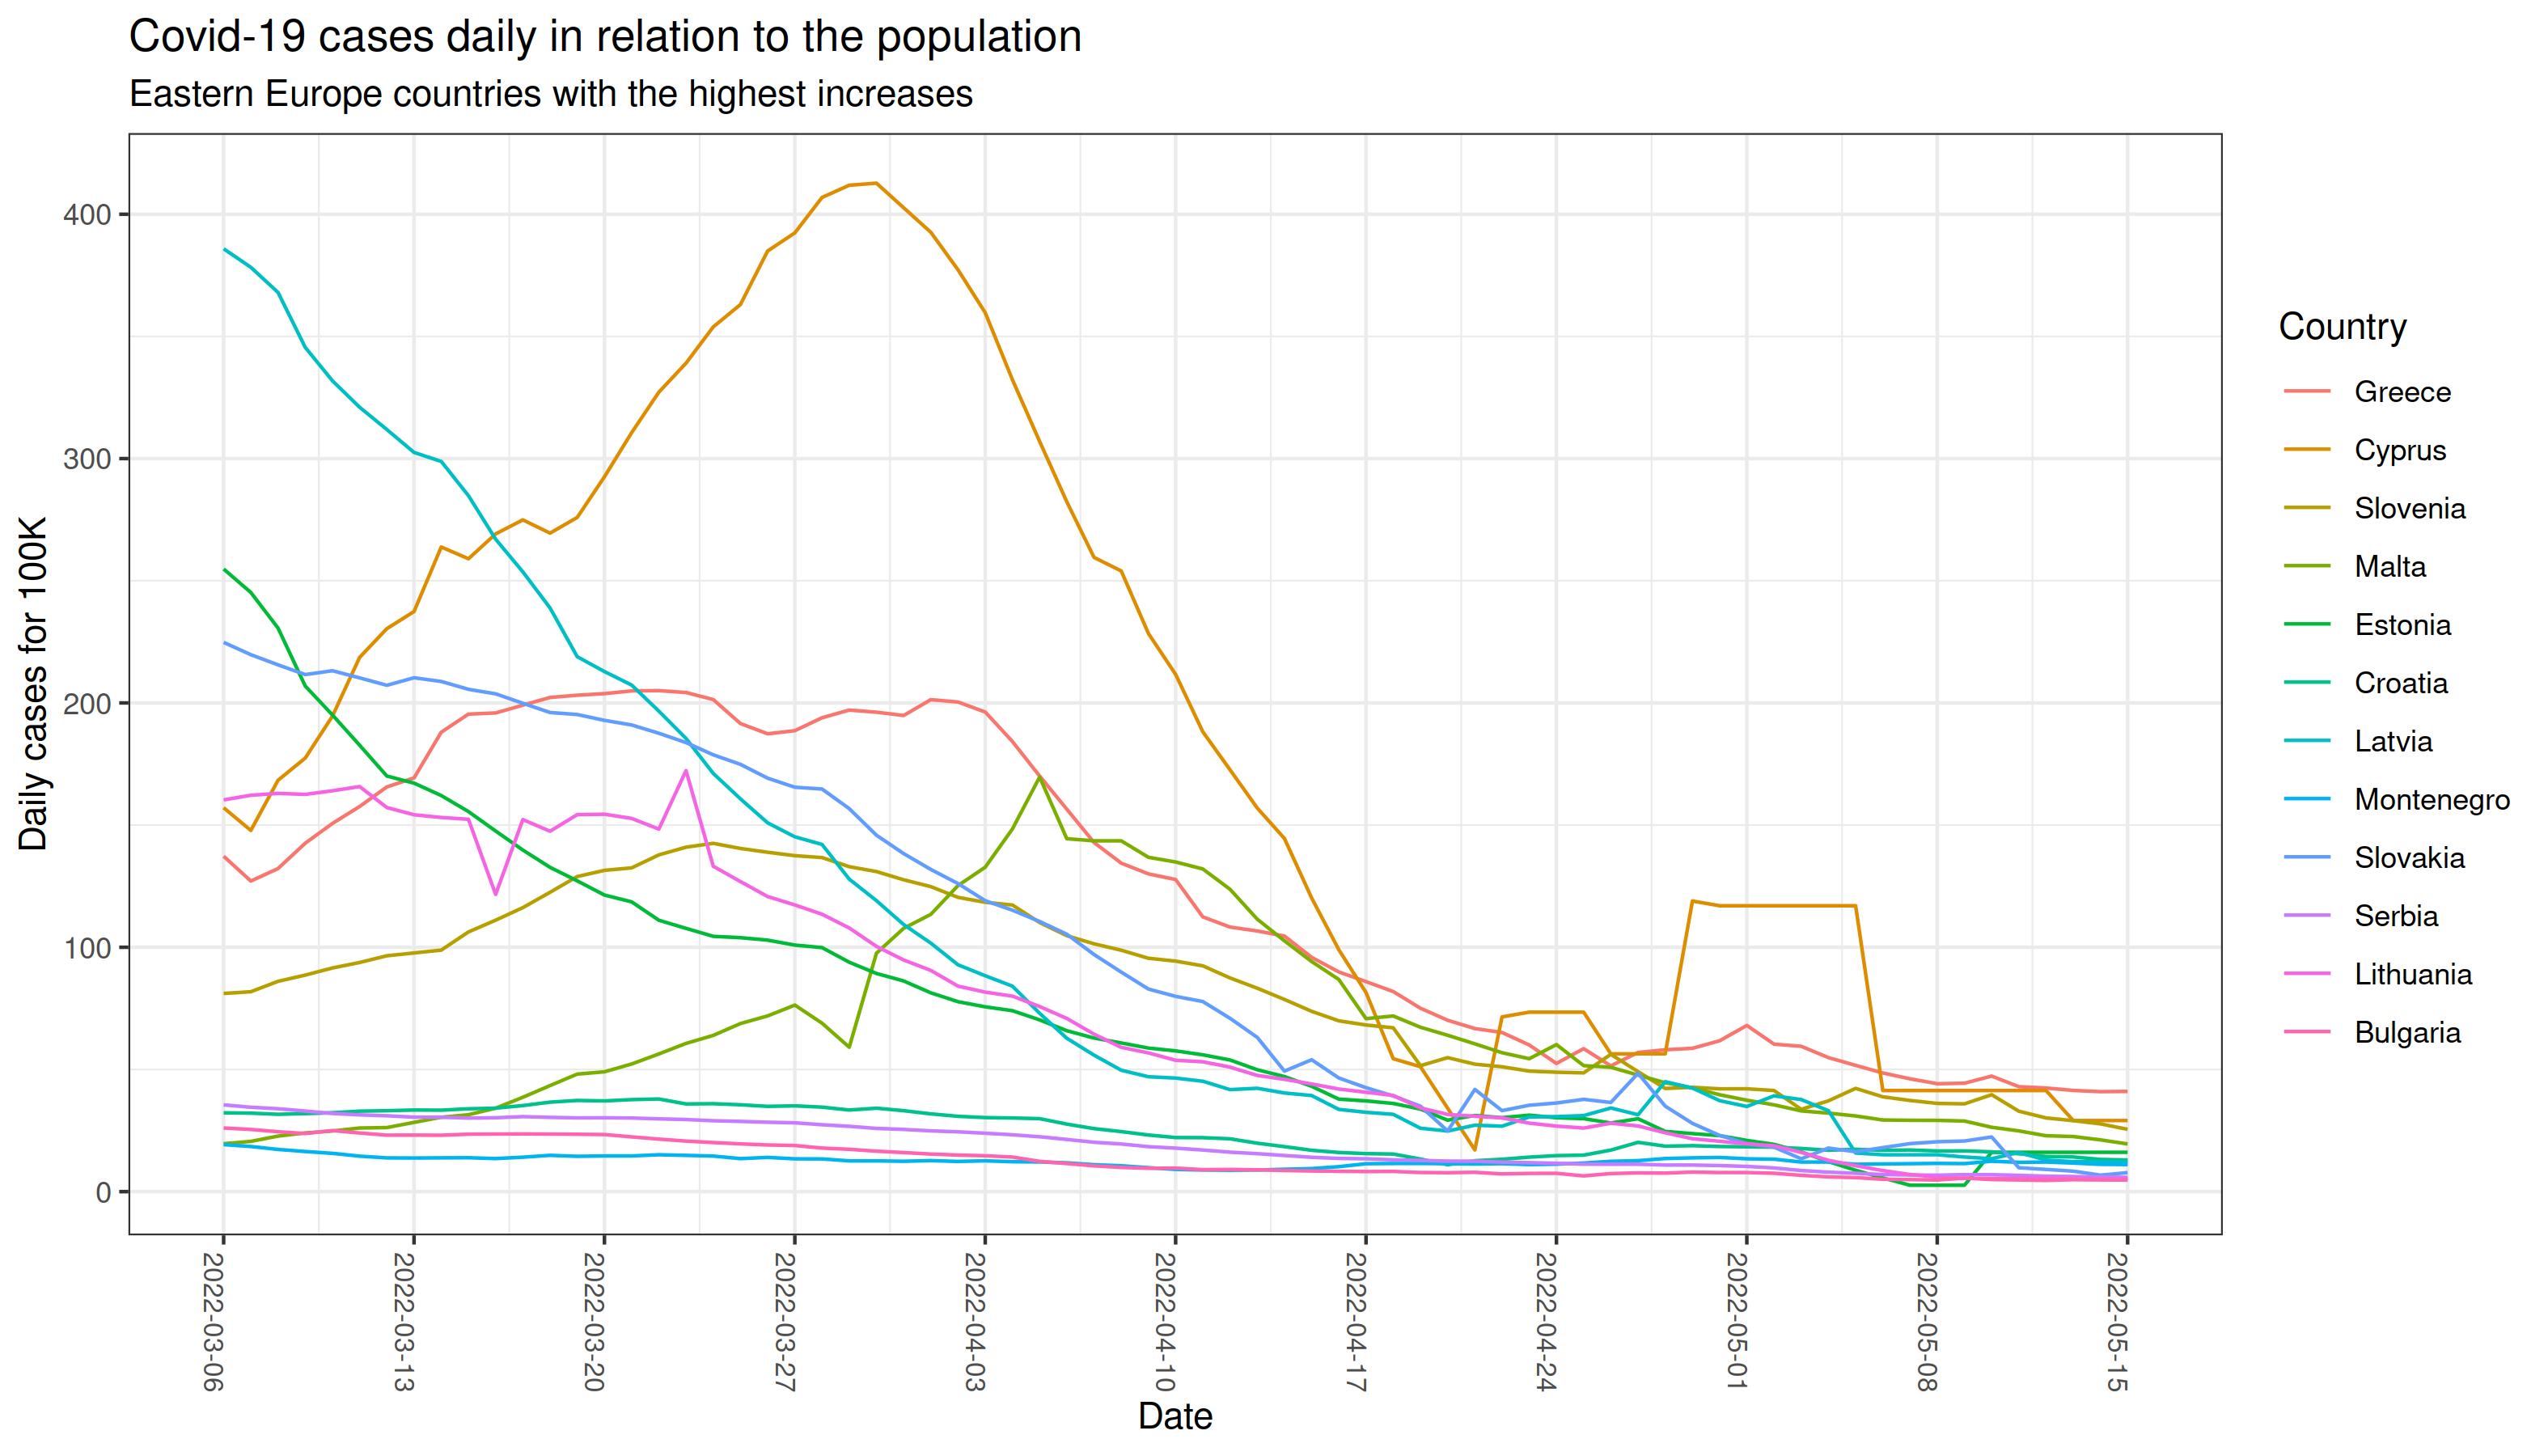 Covid-19 cases daily in relation to the population
Eastern Europe countries with the highest increases
Daily cases for 100K
400
300
200
100
0
2022-03-06
2022-03-13
2022-03-20
2022-03-27
2022-04-03
2022-04-10
2022-04-17
2022-04-24
2022-05-01
2022-05-08
2022-05-15
Date
Country
Greece
Cyprus
Slovenia
Malta
Estonia
Croatia
Latvia
Montenegro
Slovakia
Serbia
Lithuania
Bulgaria